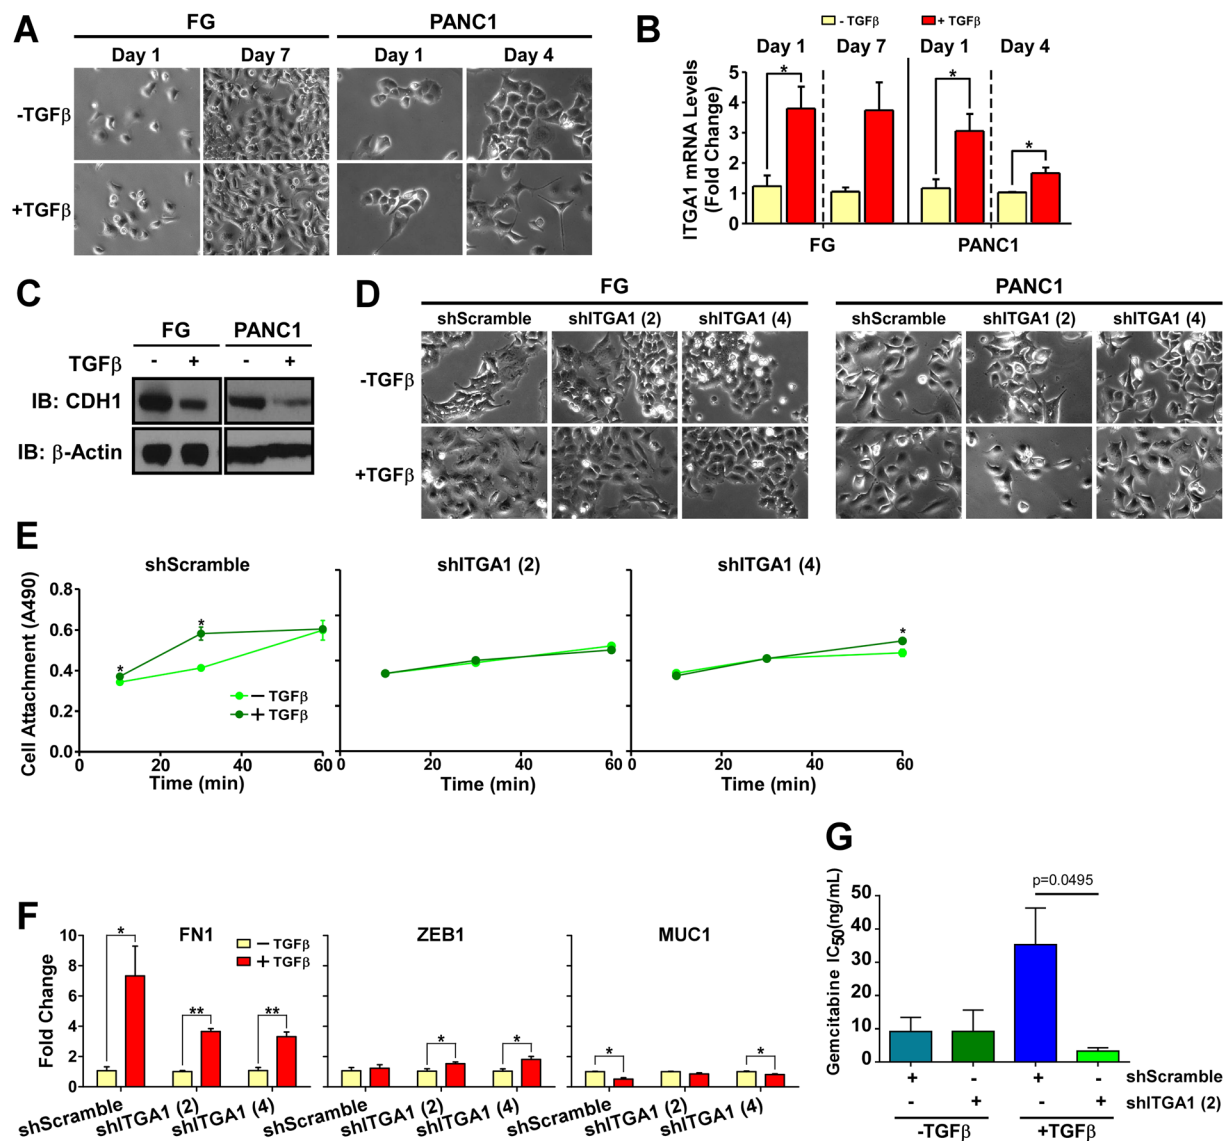 A
FG
PANC1
Day 1
Day 7
Day 1
Day 4
-TGFβ
+TGFβ
B
- TGFβ
+ TGFβ
Day 1
Day 7
Day 1
Day 4
ITGA1 mRNA Levels
(Fold Change)
5
4
3
2
1
0
*
*
*
FG
PANC1
C
FG
PANC1
TGFβ
- + - +
IB: CDH1
IB: β-Actin
D
FG
PANC1
shScramble
shITGA1 (2)
shITGA1 (4)
shScramble
shITGA1 (2)
shITGA1 (4)
-TGFβ
+TGFβ
E
shScramble
shITGA1 (2)
shITGA1 (4)
Cell Attachment (A490)
0.8
0.6
0.4
0.2
0.0
*
*
*
− TGFβ
+ TGFβ
0 20 40 60
0 20 40 60
0 20 40 60
Time (min)
Time (min)
Time (min)
F
FN1
ZEB1
MUC1
− TGFβ
+ TGFβ
Fold Change
10
8
6
4
2
0
*
**
**
*
*
*
*
shScramble
shITGA1 (2)
shITGA1 (4)
shScramble
shITGA1 (2)
shITGA1 (4)
shScramble
shITGA1 (2)
shITGA1 (4)
G
p=0.0495
Gemcitabine IC50(ng/mL)
50
40
30
20
10
0
+ - + - shScramble
- + - + shITGA1 (2)
-TGFβ
+TGFβ